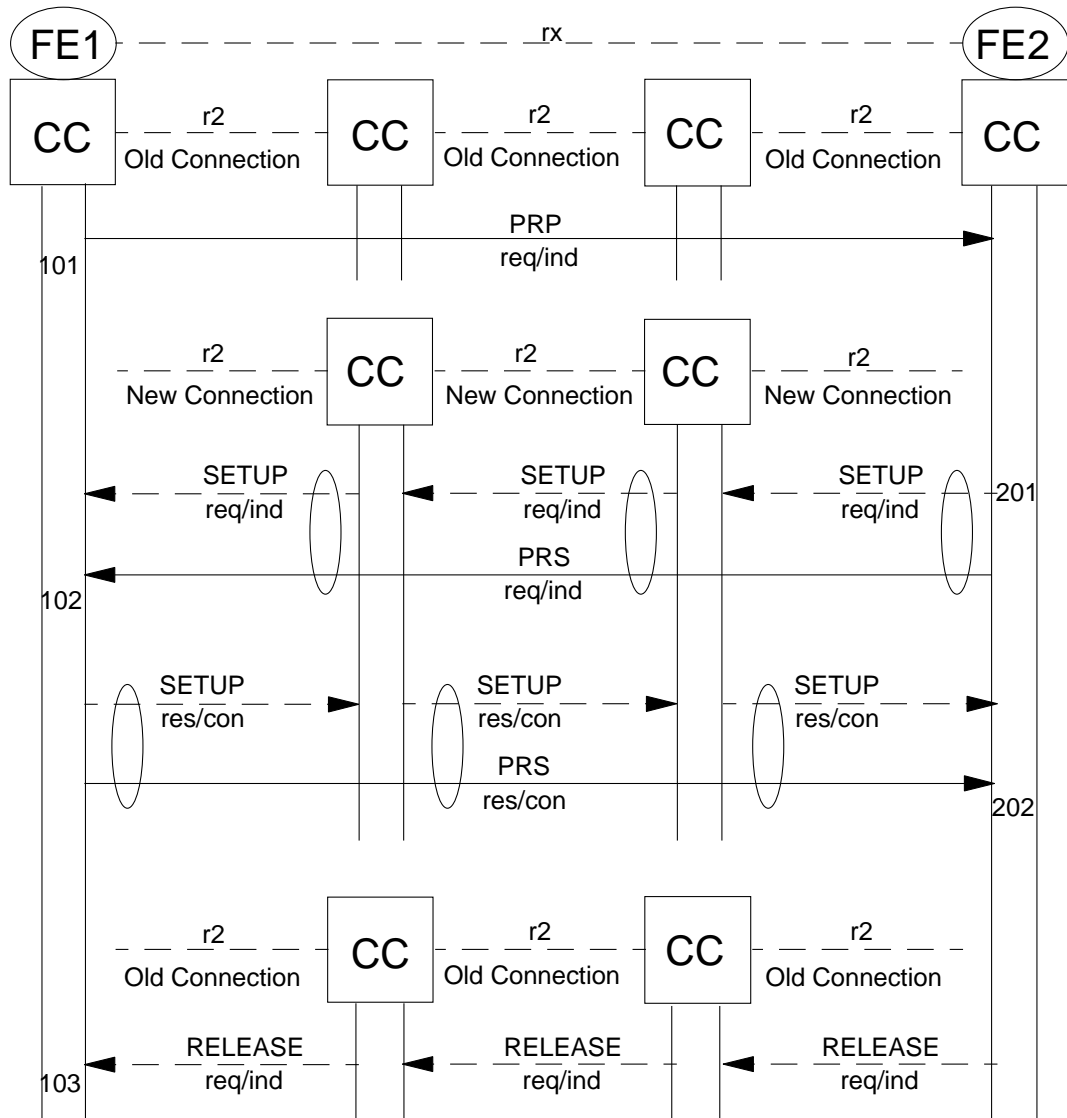 FE1 rx FE2
CC r2 CC r2 CC r2 CC
Old Connection Old Connection Old Connection
PRP
101 req/ind
r2 CC r2 CC r2
New Connection New Connection New Connection
SETUP SETUP SETUP
req/ind req/ind req/ind 201
PRS
102 req/ind
SETUP SETUP SETUP
res/con res/con res/con
PRS
res/con 202
r2 CC r2 CC r2
Old Connection Old Connection Old Connection
RELEASE RELEASE RELEASE
103 req/ind req/ind req/ind